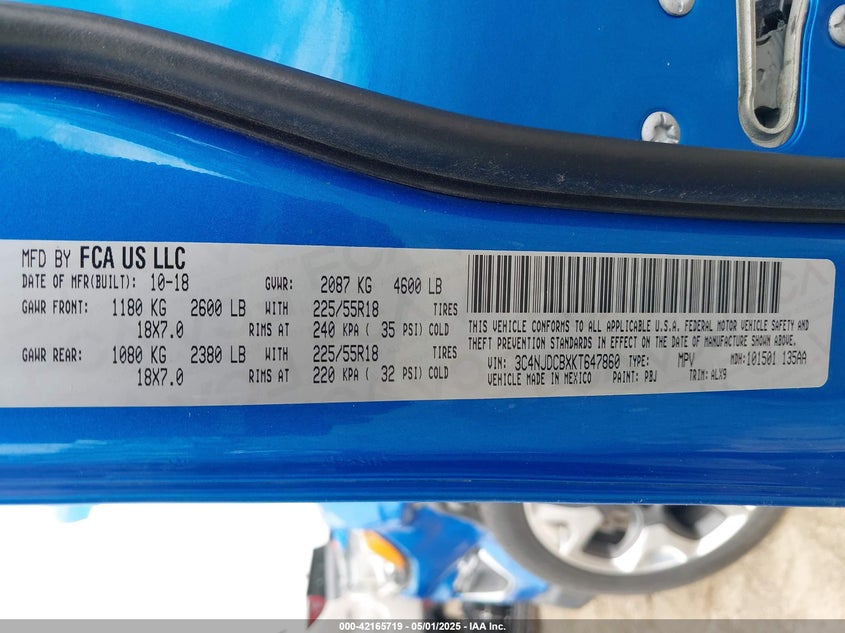 MFD BY FCA US LLC
DATE OF MFR(BUILT): 10-18 GVWR: 2087 KG 4600 LB
GAWR FRONT: 1180 KG 2600 LB WITH 225/55R18 TIRES
18X7.0 RIMS AT 240 KPA ( 35 PSI) COLD
GAWR REAR: 1080 KG 2380 LB WITH 225/55R18 TIRES
18X7.0 RIMS AT 220 KPA ( 32 PSI) COLD
THIS VEHICLE CONFORMS TO ALL APPLICABLE U.S.A. FEDERAL MOTOR VEHICLE SAFETY AND
THEFT PREVENTION STANDARDS IN EFFECT ON THE DATE OF MANUFACTURE SHOWN ABOVE.
VIN: 3C4NJDCBXKT647860 TYPE: MPV MDH: 101501 135AA
VEHICLE MADE IN MEXICO PAINT: PBJ TRIM: ALX9
000-42165719 - 05/01/2025 - IAA Inc.